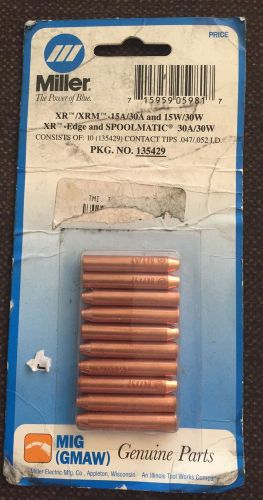 PRICE
Miller
The Power of Blue.
7 15959 05981 7
XR™/XRM™-15A/30A and 15W/30W
XR™-Edge and SPOOLMATIC® 30A/30W
CONSISTS OF: 10 (135429) CONTACT TIPS .047/.052 I.D.
PKG. NO. 135429
MIG
(GMAW)
Genuine Parts
Miller Electric Mfg. Co., Appleton, Wisconsin An Illinois Tool Works Company